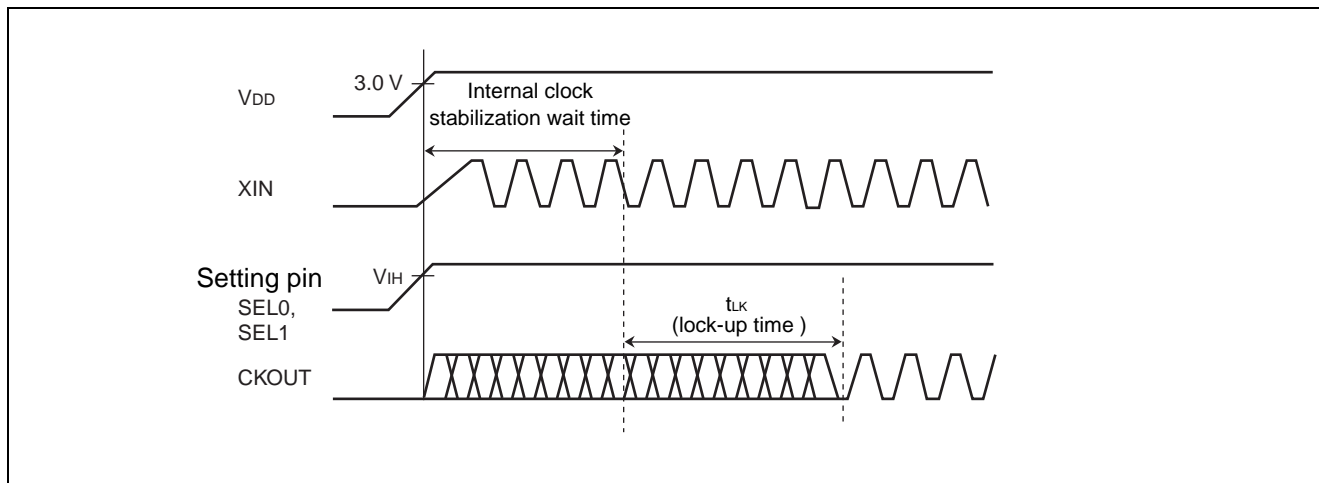 VDD
3.0 V
Internal clock
stabilization wait time
XIN
Setting pin
SEL0,
SEL1
VIH
tLK
(lock-up time )
CKOUT